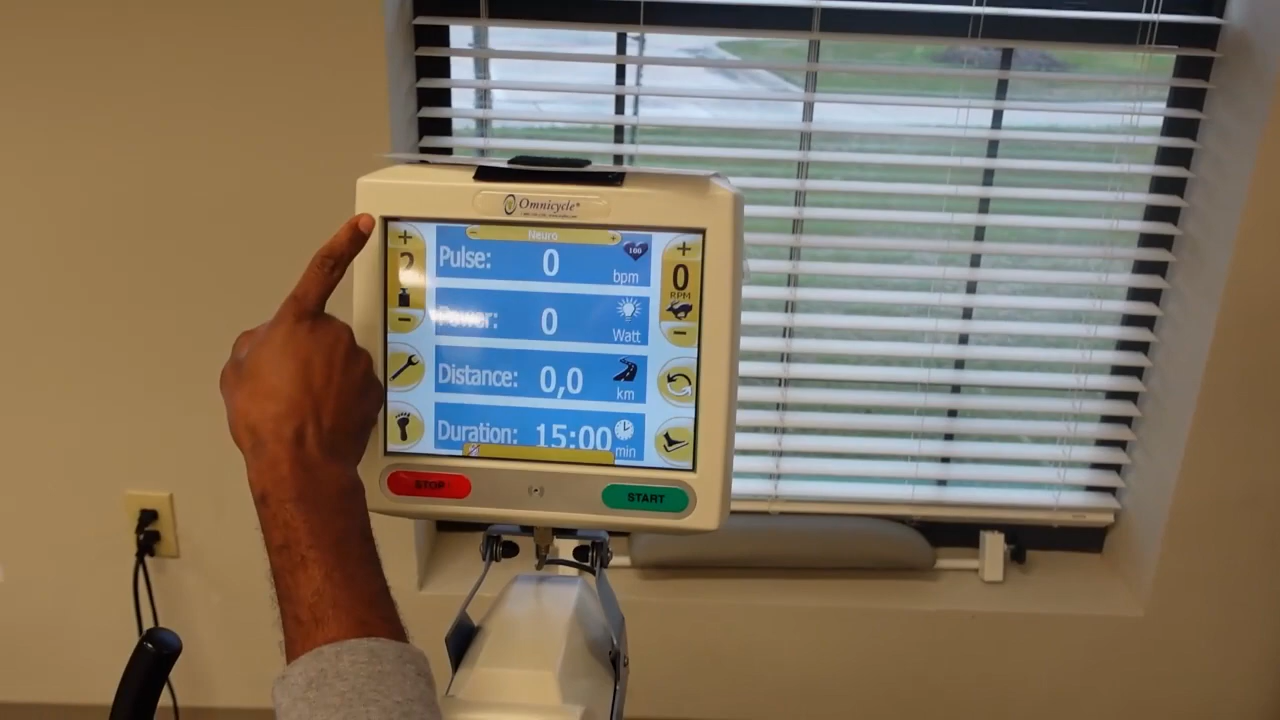 Omnicycle®
- Neuro +
+
2
-
Pulse: 0 bpm
100
Power: 0 Watt
Distance: 0,0 km
Duration: 15:00 min
+
0
RPM
-
STOP
START